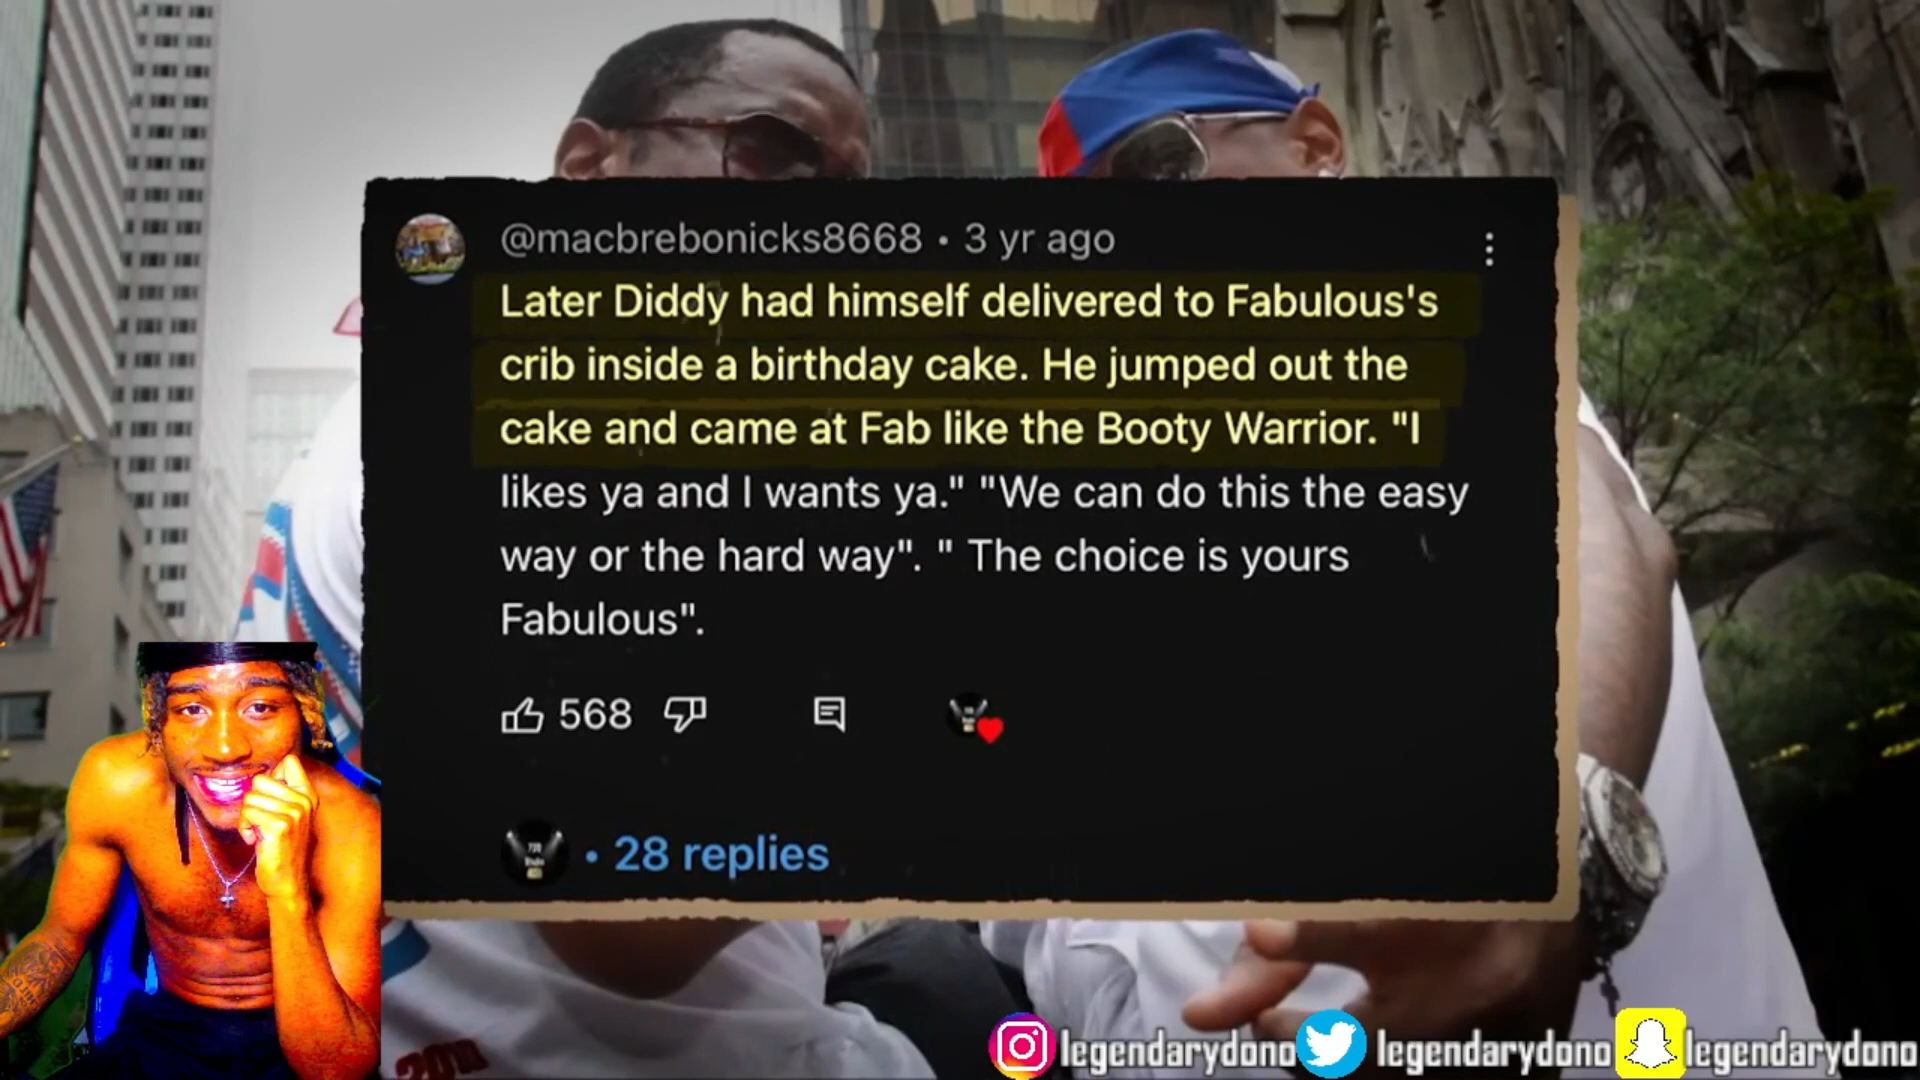 @macbrebonicks8668 • 3 yr ago
Later Diddy had himself delivered to Fabulous's
crib inside a birthday cake. He jumped out the
cake and came at Fab like the Booty Warrior. "I
likes ya and I wants ya." "We can do this the easy
way or the hard way". " The choice is yours
Fabulous".
568
• 28 replies
legendarydono legendarydono legendarydono